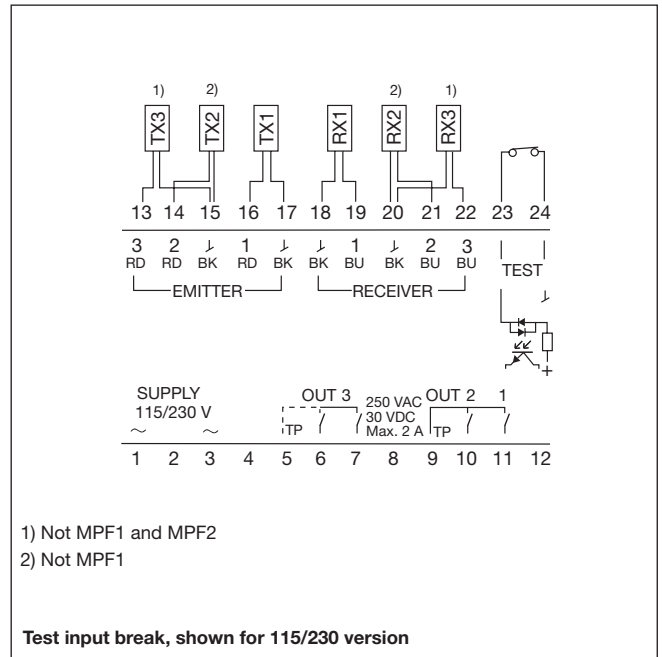 1) 2) 2) 1)
TX3 TX2 TX1 RX1 RX2 RX3
13 14 15 16 17 18 19 20 21 22 23 24
3 2 1 1 2 3
RD RD BK RD BK BK BU BK BU BU TEST
EMITTER RECEIVER
+
SUPPLY OUT 3 250 VAC OUT 2 1
115/230 V 30 VDC
~ ~ TP Max. 2 A TP
1 2 3 4 5 6 7 8 9 10 11 12
1) Not MPF1 and MPF2
2) Not MPF1
Test input break, shown for 115/230 version